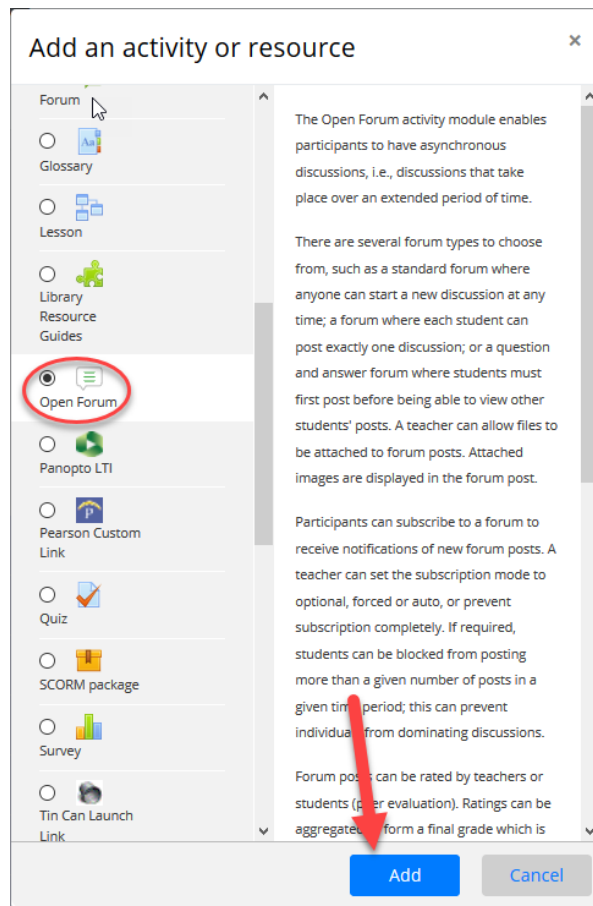 Add an activity or resource
×
Forum
Aa
Glossary
Lesson
Library
Resource
Guides
Open Forum
Panopto LTI
P
Pearson Custom
Link
Quiz
SCORM package
Survey
Tin Can Launch
Link
The Open Forum activity module enables
participants to have asynchronous
discussions, i.e., discussions that take
place over an extended period of time.
There are several forum types to choose
from, such as a standard forum where
anyone can start a new discussion at any
time; a forum where each student can
post exactly one discussion; or a question
and answer forum where students must
first post before being able to view other
students' posts. A teacher can allow files to
be attached to forum posts. Attached
images are displayed in the forum post.
Participants can subscribe to a forum to
receive notifications of new forum posts. A
teacher can set the subscription mode to
optional, forced or auto, or prevent
subscription completely. If required,
students can be blocked from posting
more than a given number of posts in a
given time period; this can prevent
individuals from dominating discussions.
Forum posts can be rated by teachers or
students (peer evaluation). Ratings can be
aggregated to form a final grade which is
Add
Cancel